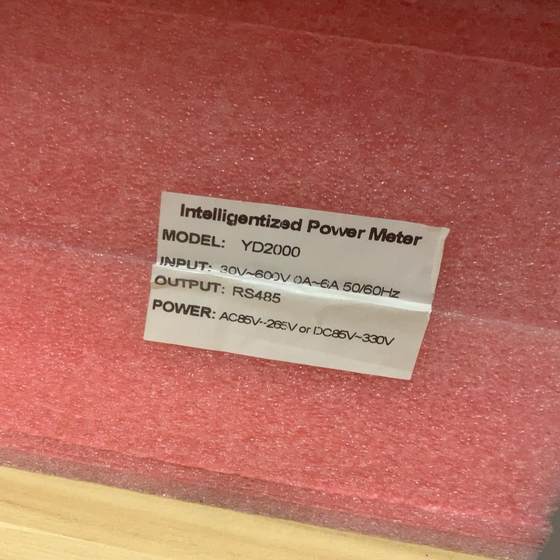 Intelligentized Power Meter
MODEL: YD2000
INPUT: 30V~600V 0A~6A 50/60Hz
OUTPUT: RS485
POWER: AC85V~265V or DC85V~330V